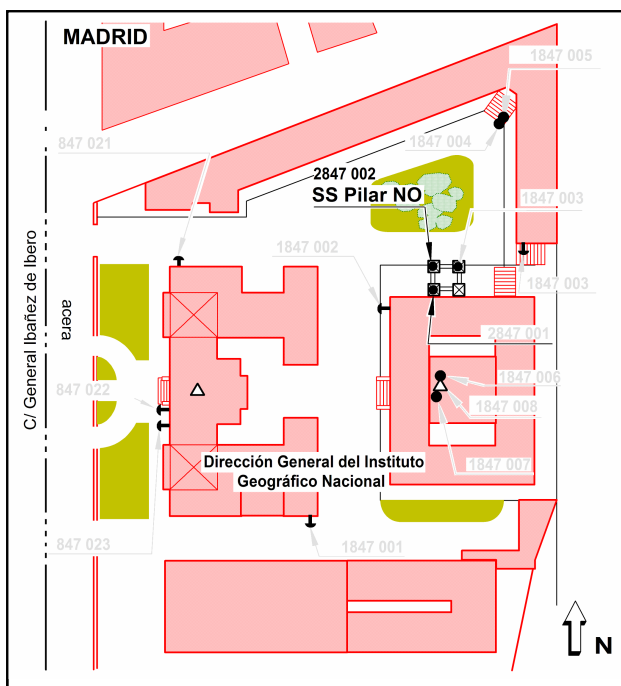 MADRID
1847 005
847 021
1847 004
2847 002
SS Pilar NO
1847 003
1847 002
1847 003
C/ General Ibañez de Ibero
acera
2847 001
1847 006
847 022
1847 008
Dirección General del Instituto
Geográfico Nacional
1847 007
847 023
1847 001
N